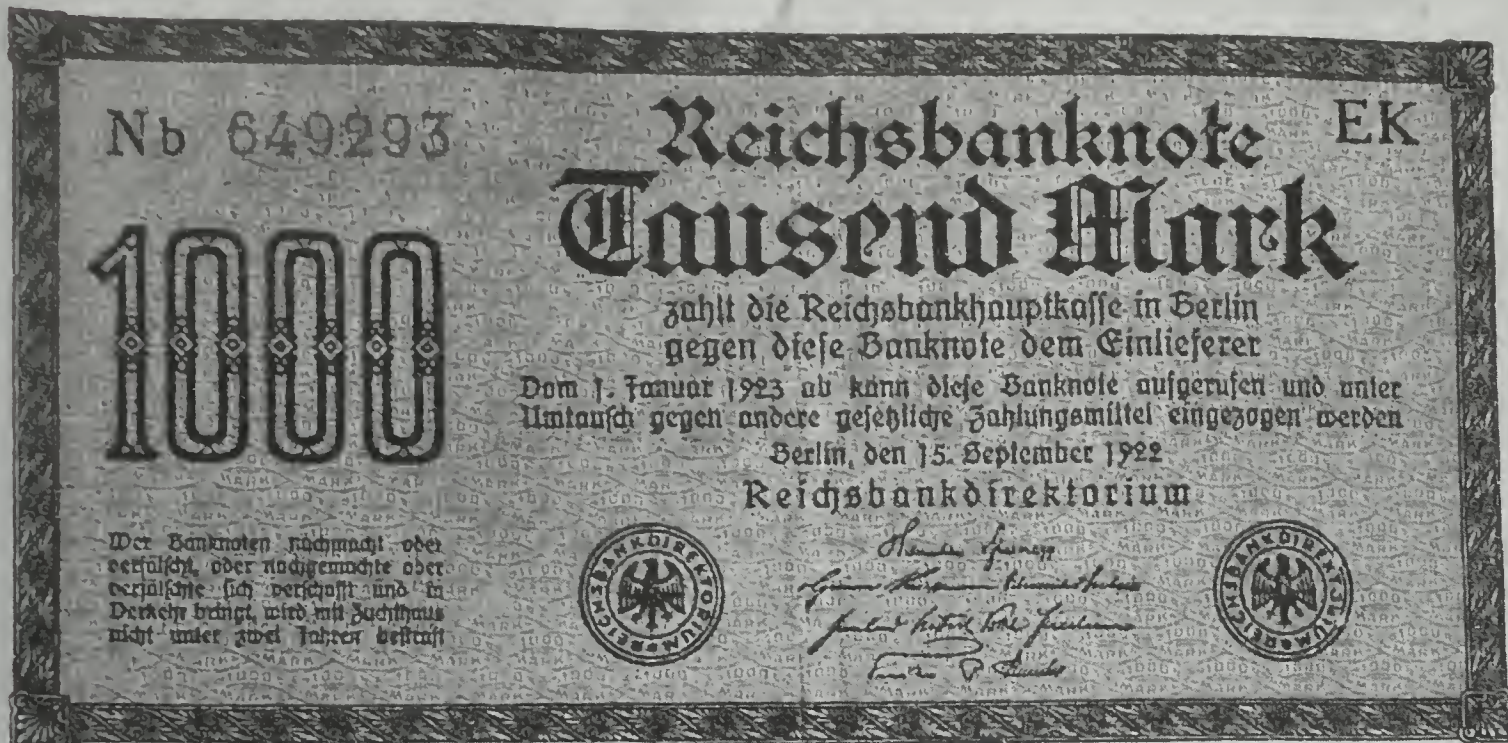 Nb 649293
EK
Reichsbanknote
Tausend Mark
1000
zahlt die Reichsbankhauptkasse in Berlin
gegen diese Banknote dem Einlieferer
Vom 1. Januar 1923 ab kann diese Banknote aufgerufen und unter
Umtausch gegen andere gesetzliche Zahlungsmittel eingezogen werden
Berlin, den 15. September 1922
Reichsbankdirektorium
Wer Banknoten nachmacht oder
verfälscht, oder nachgemachte oder
verfälschte sich verschafft und in
Verkehr bringt, wird mit Zuchthaus
nicht unter zwei Jahren bestraft
REICHSBANKDIREKTORIUM
REICHSBANKDIREKTORIUM